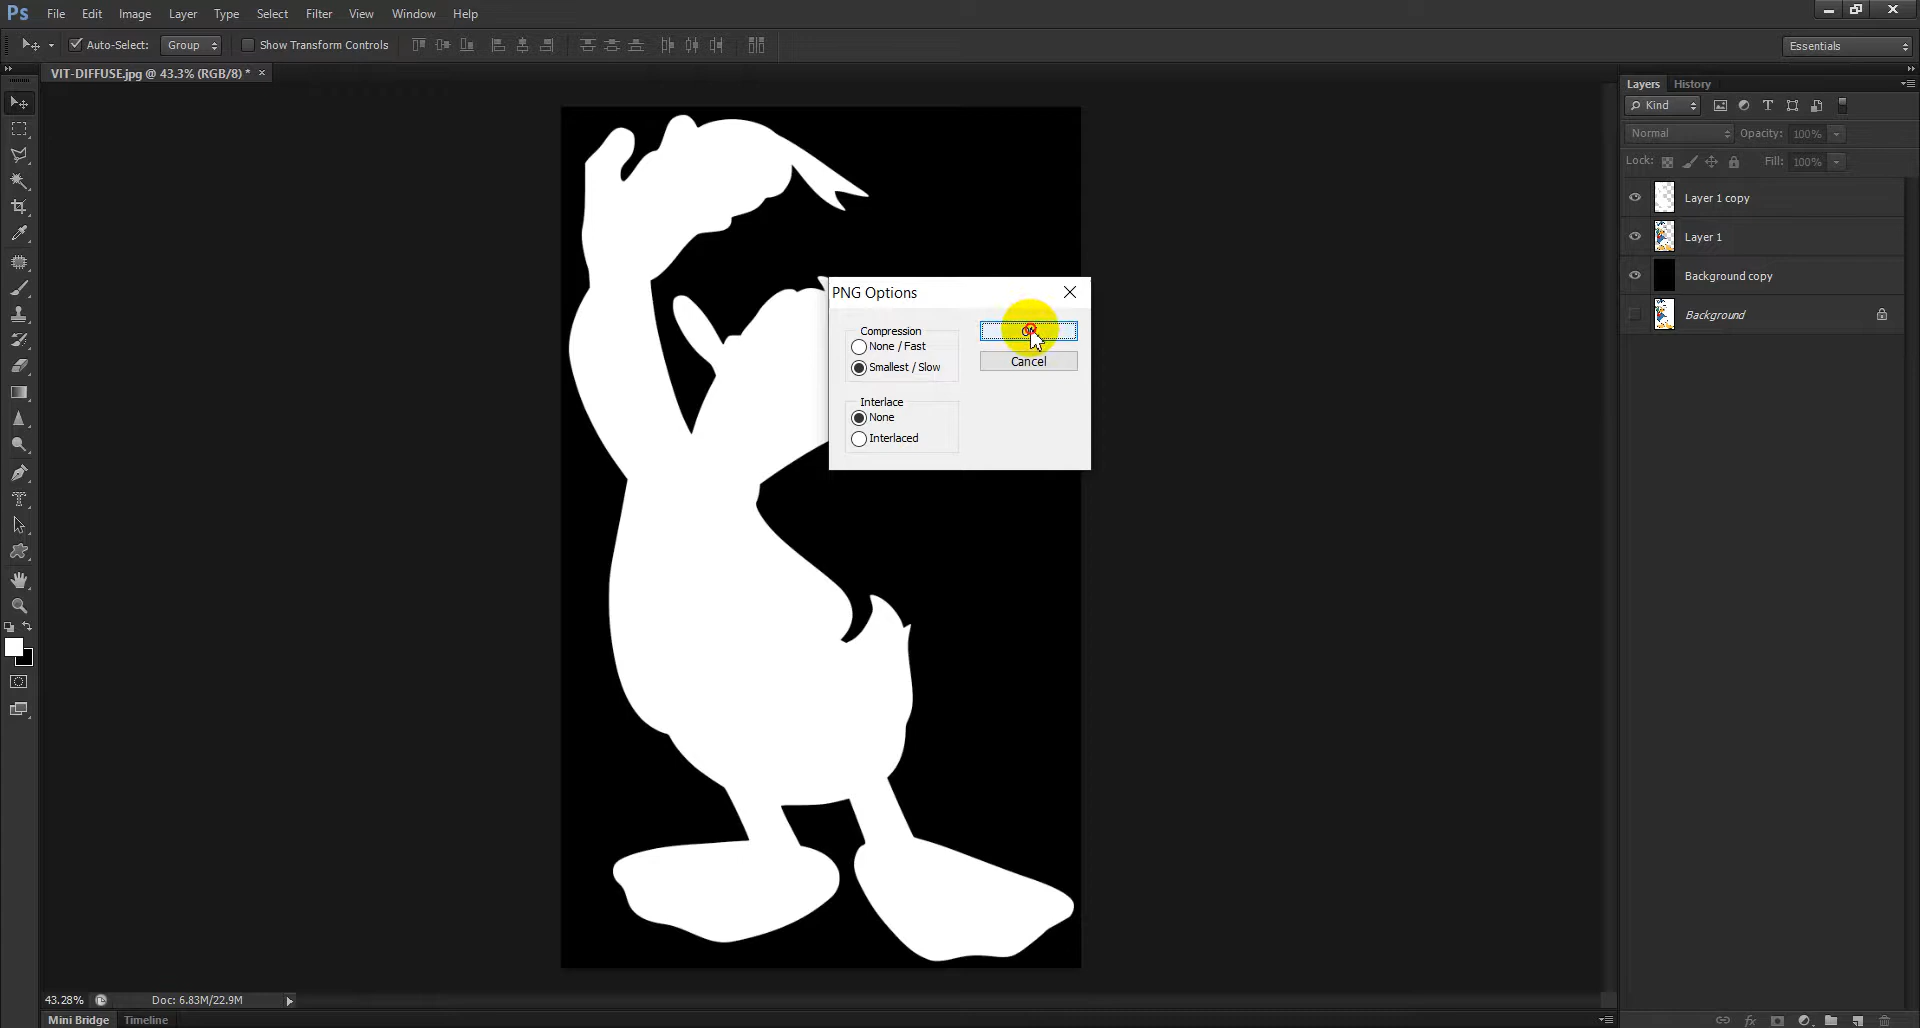 Ps File Edit Image Layer Type Select Filter 3D View Window Help
Auto-Select: Group Show Transform Controls Essentials
VIT-DIFFUSE.jpg @ 43.3% (RGB/8) * ×
Layers History
Kind
Normal Opacity: 100%
Lock: Fill: 100%
Layer 1 copy
Layer 1
Background copy
Background
PNG Options
Compression
None / Fast
Smallest / Slow
Cancel
Interlace
None
Interlaced
43.28% Doc: 6.83M/22.9M
Mini Bridge Timeline